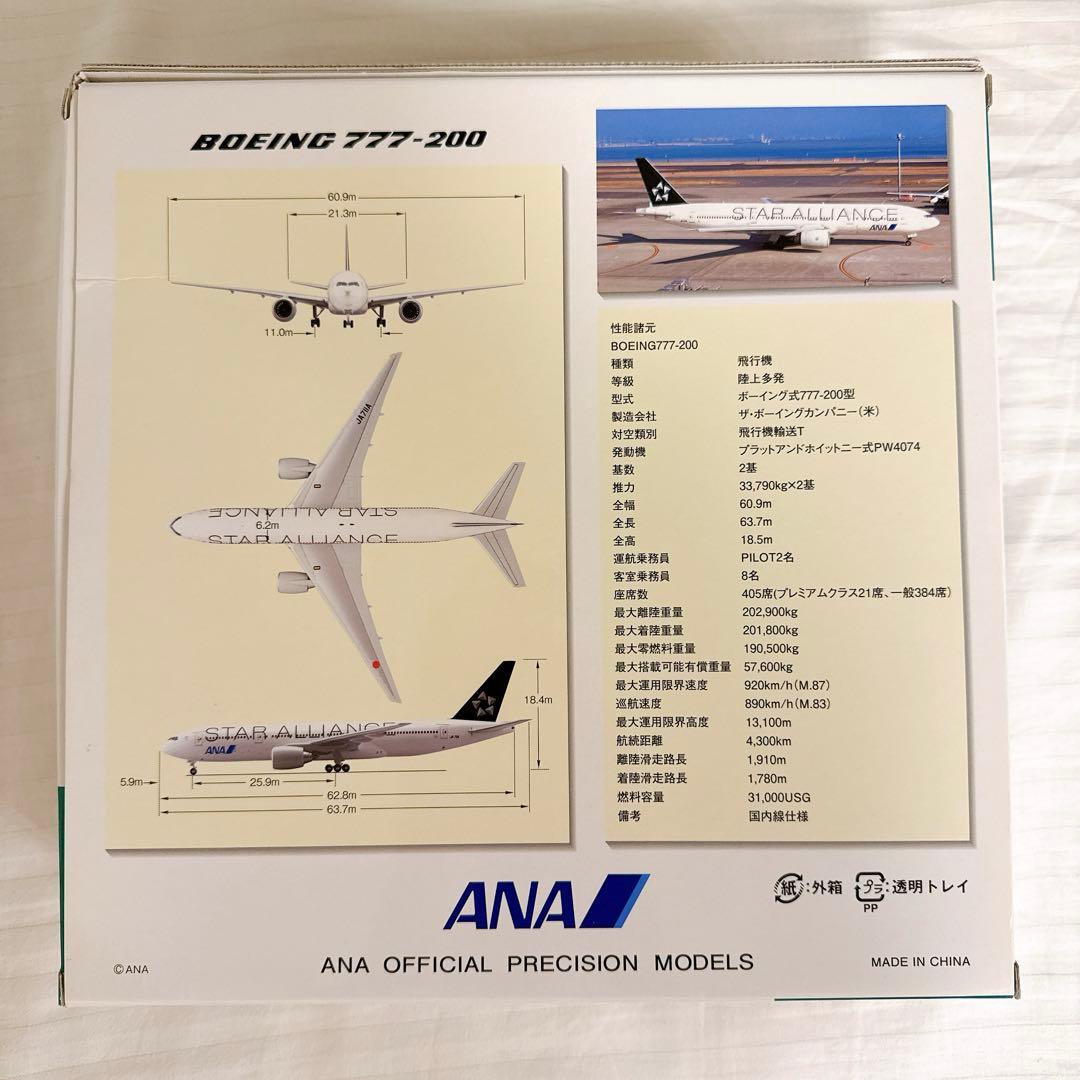 BOEING 777-200
60.9m
21.3m
11.0m
JA711A
STAR ALLIANCE
6.2m
STAR ALLIANCE
18.4m
STAR ALLIANCE
ANA
5.9m
25.9m
62.8m
63.7m
STAR ALLIANCE
ANA
性能諸元
BOEING777-200
種類 飛行機
等級 陸上多発
型式 ボーイング式777-200型
製造会社 ザ・ボーイングカンパニー(米)
対空類別 飛行機輸送T
発動機 プラットアンドホイットニー式PW4074
基数 2基
推力 33,790kg×2基
全幅 60.9m
全長 63.7m
全高 18.5m
運航乗務員 PILOT2名
客室乗務員 8名
座席数 405席(プレミアムクラス21席、一般384席)
最大離陸重量 202,900kg
最大着陸重量 201,800kg
最大零燃料重量 190,500kg
最大搭載可能有償重量 57,600kg
最大運用限界速度 920km/h(M.87)
巡航速度 890km/h(M.83)
最大運用限界高度 13,100m
航続距離 4,300km
離陸滑走路長 1,910m
着陸滑走路長 1,780m
燃料容量 31,000USG
備考 国内線仕様
紙:外箱 プラ:透明トレイ
PP
ANA
©ANA
ANA OFFICIAL PRECISION MODELS
MADE IN CHINA